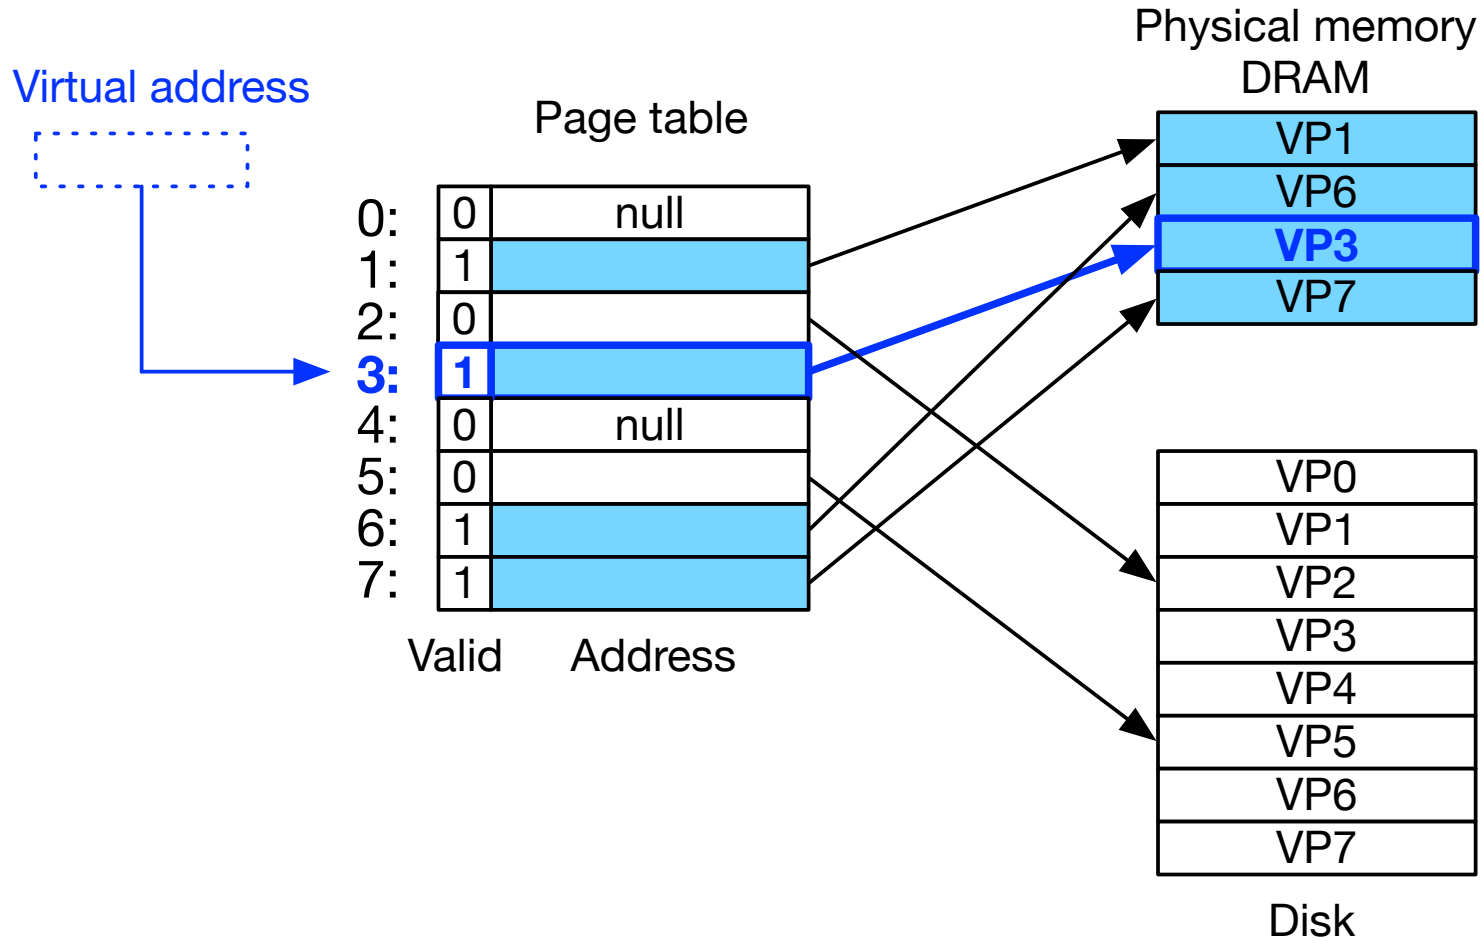 Physical memory
DRAM
Virtual address
Page table
VP1
VP6
VP3
VP7
0: 0 null
1: 1
2: 0
3: 1
4: 0 null
5: 0
6: 1
7: 1
Valid Address
VP0
VP1
VP2
VP3
VP4
VP5
VP6
VP7
Disk